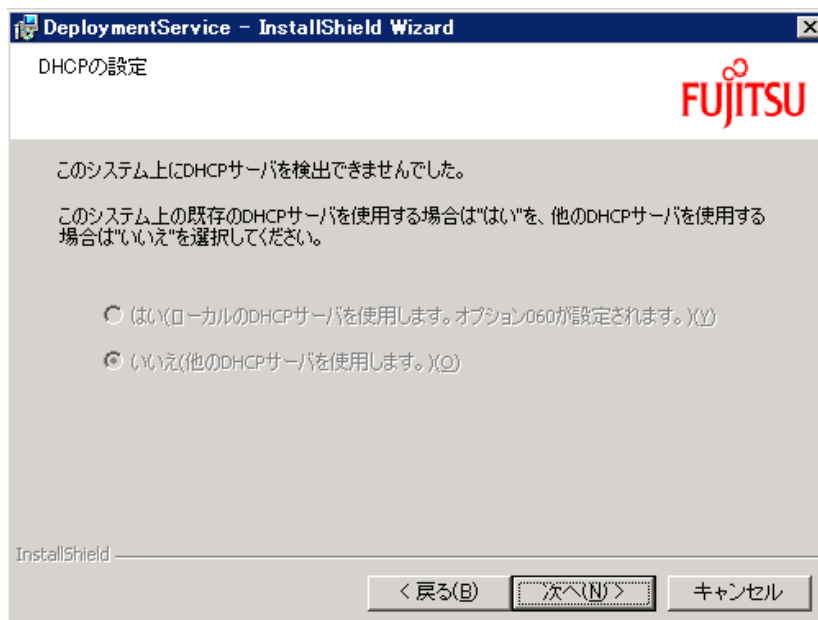 DeploymentService - InstallShield Wizard
DHCPの設定
FUJITSU
このシステム上にDHCPサーバを検出できませんでした。
このシステム上の既存のDHCPサーバを使用する場合は"はい"を、他のDHCPサーバを使用する
場合は"いいえ"を選択してください。
はい(ローカルのDHCPサーバを使用します。オプション060が設定されます。)(Y)
いいえ(他のDHCPサーバを使用します。)(O)
InstallShield
< 戻る(B)
次へ(N) >
キャンセル